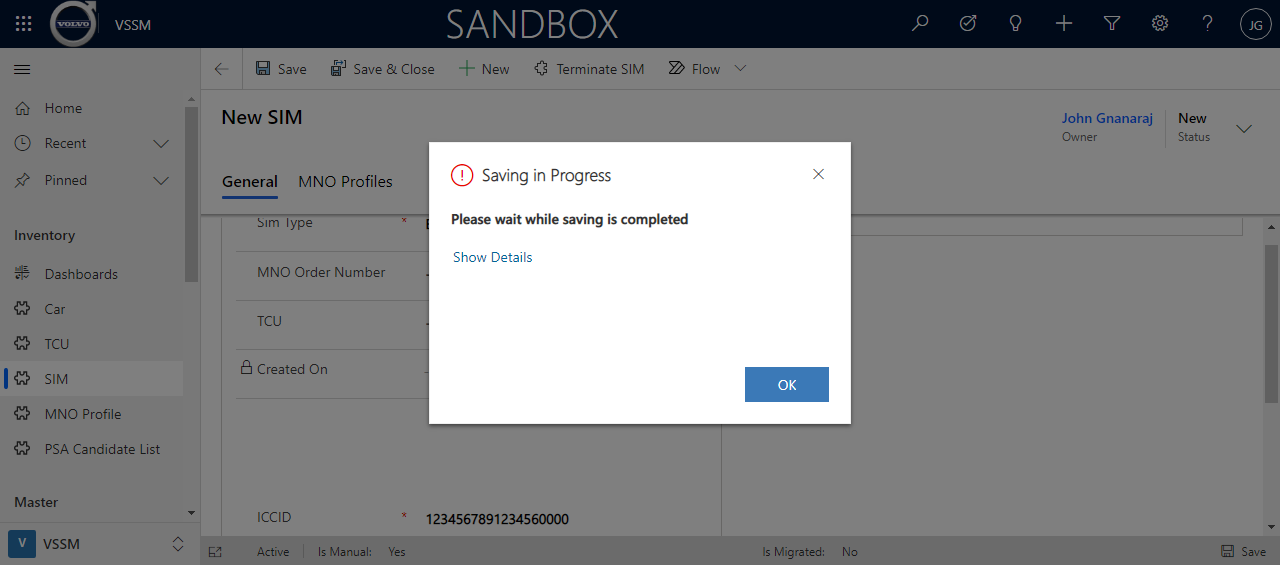 VOLVO
VSSM
SANDBOX
JG
Save
Save & Close
New
Terminate SIM
Flow
Home
Recent
Pinned
Inventory
Dashboards
Car
TCU
SIM
MNO Profile
PSA Candidate List
Master
V
VSSM
New SIM
John Gnanaraj
Owner
New
Status
General
MNO Profiles
Sim Type *
MNO Order Number
TCU
Created On
ICCID * 1234567891234560000
Saving in Progress
Please wait while saving is completed
Show Details
OK
Active
Is Manual: Yes
Is Migrated: No
Save